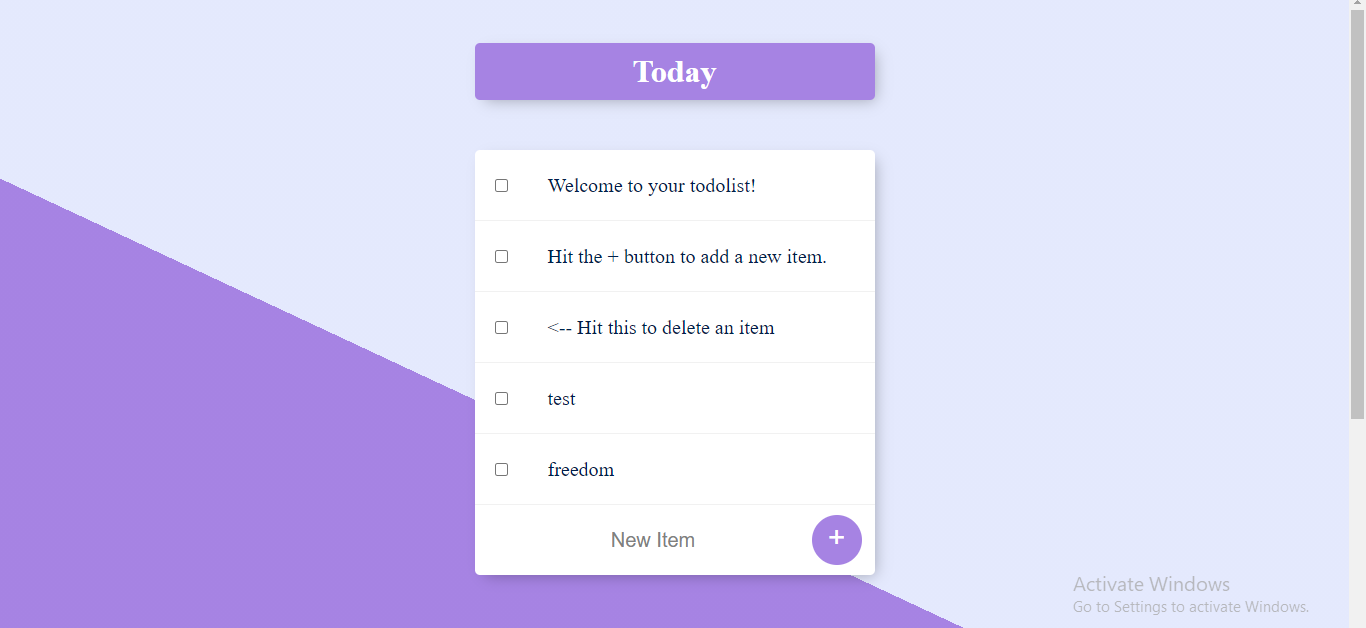 Today
Welcome to your todolist!
Hit the + button to add a new item.
<-- Hit this to delete an item
test
freedom
New Item
+
Activate Windows
Go to Settings to activate Windows.